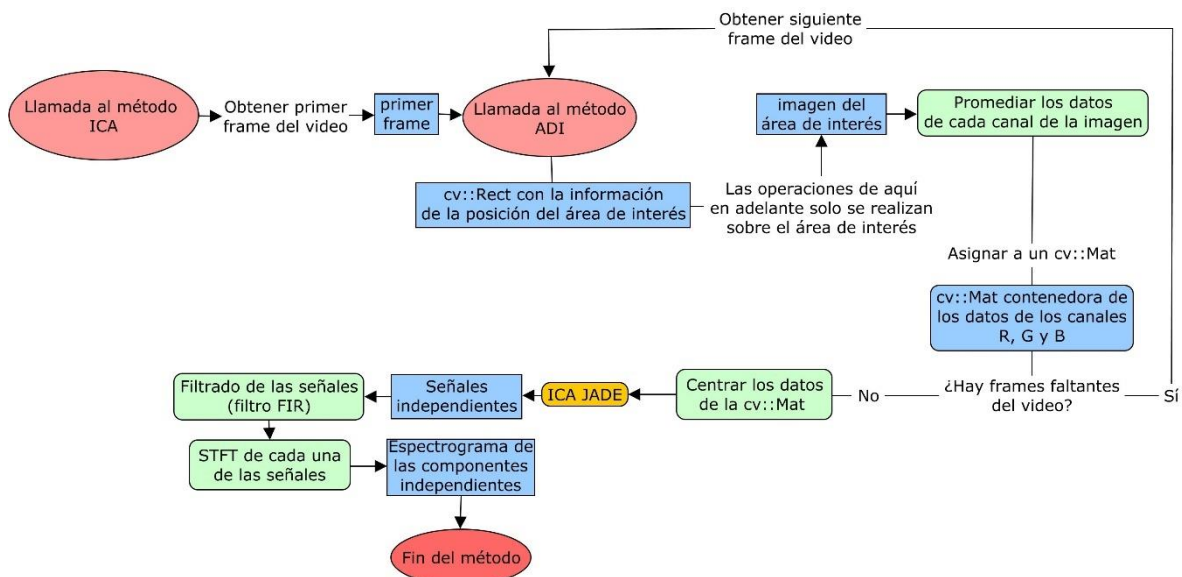 Obtener siguiente
frame del video
Llamada al método
ICA
Obtener primer
frame del video
primer
frame
Llamada al método
ADI
imagen del
área de interés
Promediar los datos
de cada canal de la imagen
cv::Rect con la información
de la posición del área de interés
Las operaciones de aquí
en adelante solo se realizan
sobre el área de interés
Asignar a un cv::Mat
cv::Mat contenedora de
los datos de los canales
R, G y B
¿Hay frames faltantes
del video?
Sí
No
Centrar los datos
de la cv::Mat
ICA JADE
Señales
independientes
Filtrado de las señales
(filtro FIR)
STFT de cada una
de las señales
Espectrograma de
las componentes
independientes
Fin del método